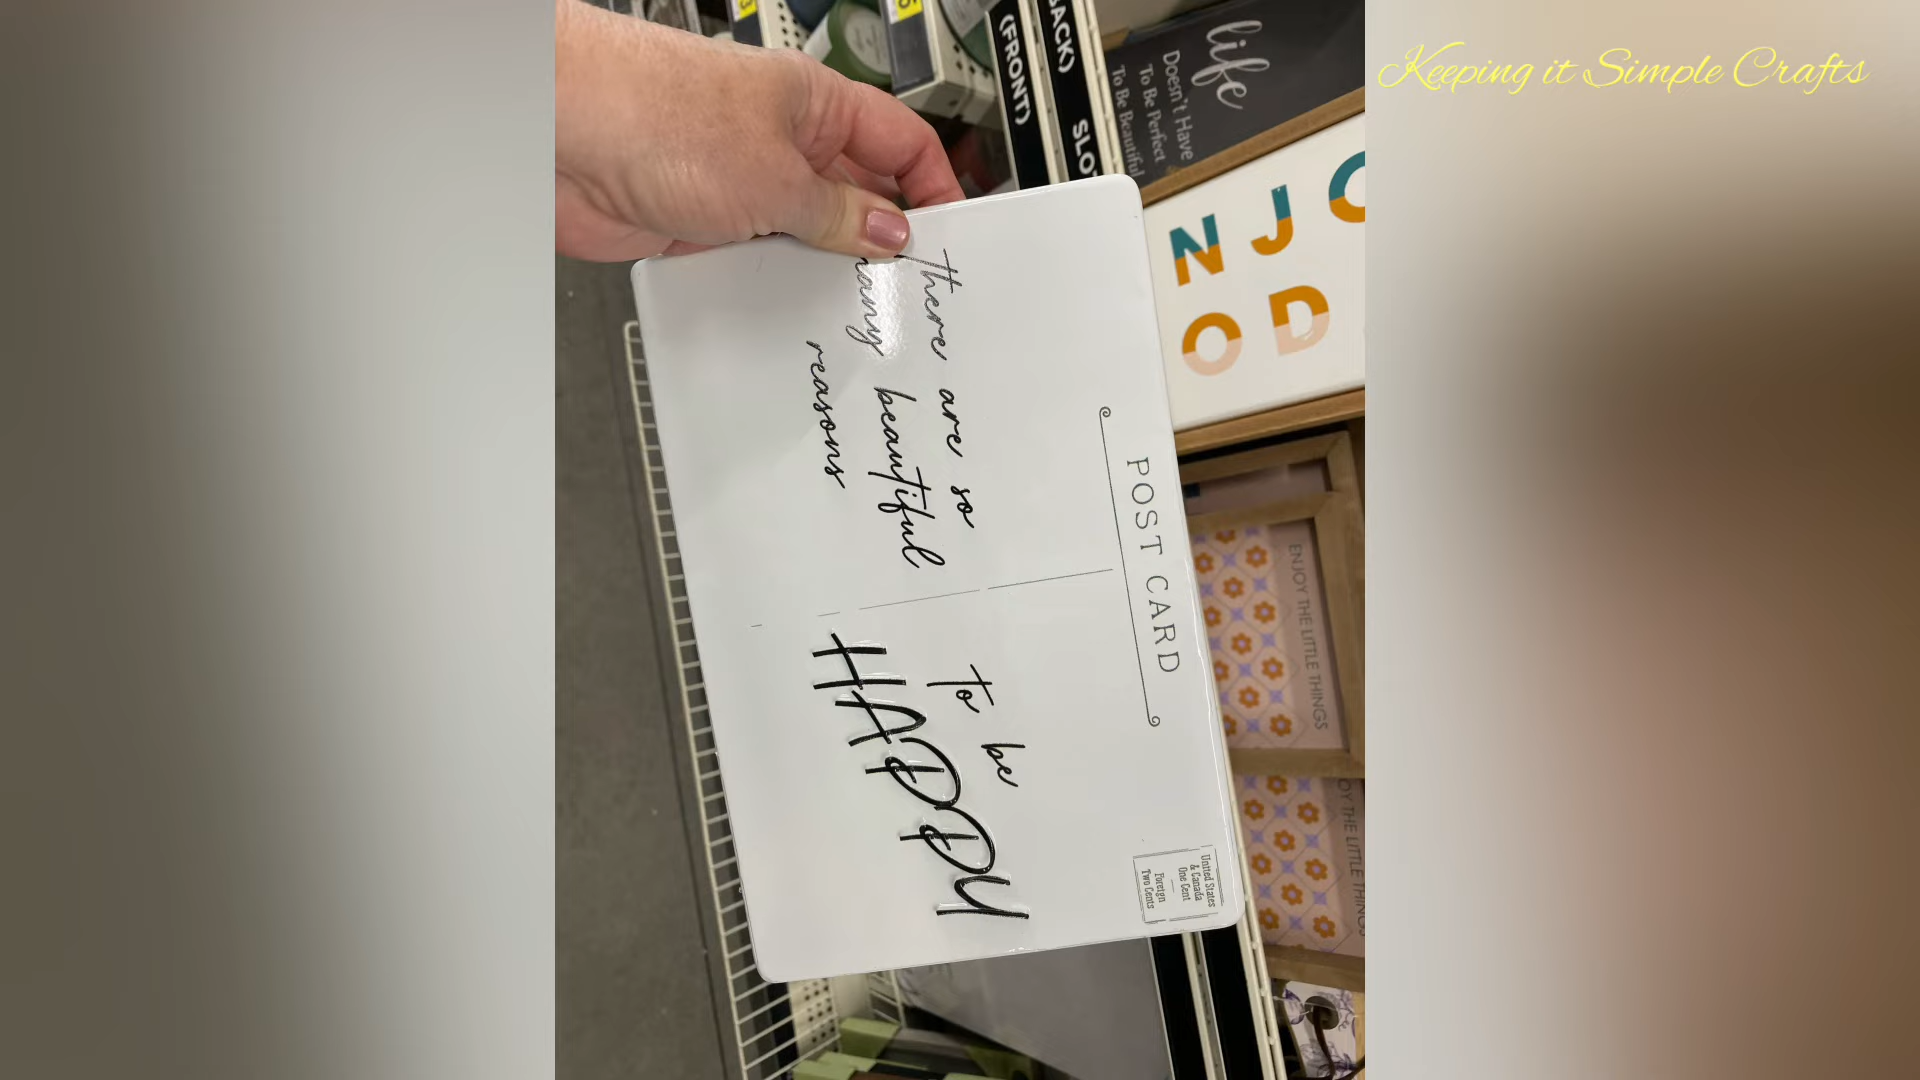 Keeping it Simple Crafts
POST CARD
There are so
many beautiful
reasons
to be
HAPPY
United States
& Canada
One Cent
Foreign
Two Cents
life
Doesn't Have
To Be Perfect
To Be Beautiful
(FRONT)
BACK)
SLO
NJO
OD
ENJOY THE LITTLE THINGS
OY THE LITTLE THINGS